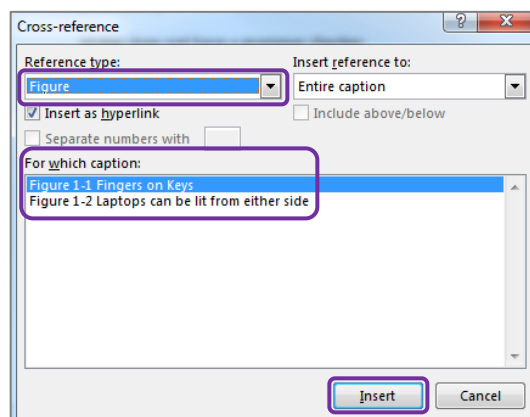 Cross-reference
Reference type:
Insert reference to:
Figure
Entire caption
Insert as hyperlink
Include above/below
Separate numbers with
For which caption:
Figure 1-1 Fingers on Keys
Figure 1-2 Laptops can be lit from either side
Insert
Cancel